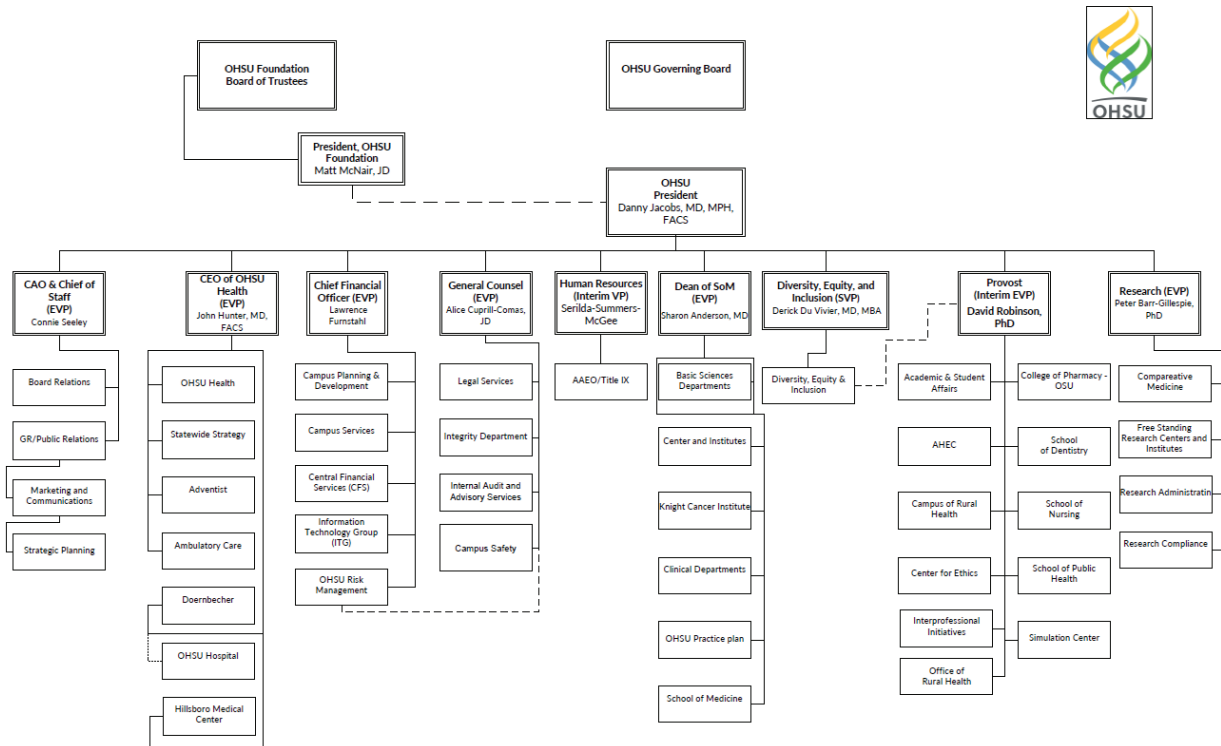 OHSU Foundation
Board of Trustees
OHSU Governing Board
OHSU
President, OHSU
Foundation
Matt McNair, JD
OHSU
President
Danny Jacobs, MD, MPH,
FACS
CAO & Chief of
Staff
(EVP)
Connie Seeley
CEO of OHSU
Health
(EVP)
John Hunter, MD,
FACS
Chief Financial
Officer (EVP)
Lawrence
Furnstahl
General Counsel
(EVP)
Alice Cuprill-Comas,
JD
Human Resources
(Interim VP)
Serilda-Summers-
McGee
Dean of SoM
(EVP)
Sharon Anderson, MD
Diversity, Equity, and
Inclusion (SVP)
Derick Du Vivier, MD, MBA
Provost
(Interim EVP)
David Robinson,
PhD
Research (EVP)
Peter Barr-Gillespie,
PhD
Board Relations
GR/Public Relations
Marketing and
Communications
Strategic Planning
OHSU Health
Statewide Strategy
Adventist
Ambulatory Care
Doernbecher
OHSU Hospital
Hillsboro Medical
Center
Campus Planning &
Development
Campus Services
Central Financial
Services (CFS)
Information
Technology Group
(ITG)
OHSU Risk
Management
Legal Services
Integrity Department
Internal Audit and
Advisory Services
Campus Safety
AAEO/Title IX
Basic Sciences
Departments
Center and Institutes
Knight Cancer Institute
Clinical Departments
OHSU Practice plan
School of Medicine
Diversity, Equity &
Inclusion
Academic & Student
Affairs
AHEC
Campus of Rural
Health
Center for Ethics
Interprofessional
Initiatives
Office of
Rural Health
College of Pharmacy -
OSU
School
of Dentistry
School of
Nursing
School of Public
Health
Simulation Center
Compareative
Medicine
Free Standing
Research Centers and
Institutes
Research Administratin
Research Compliance